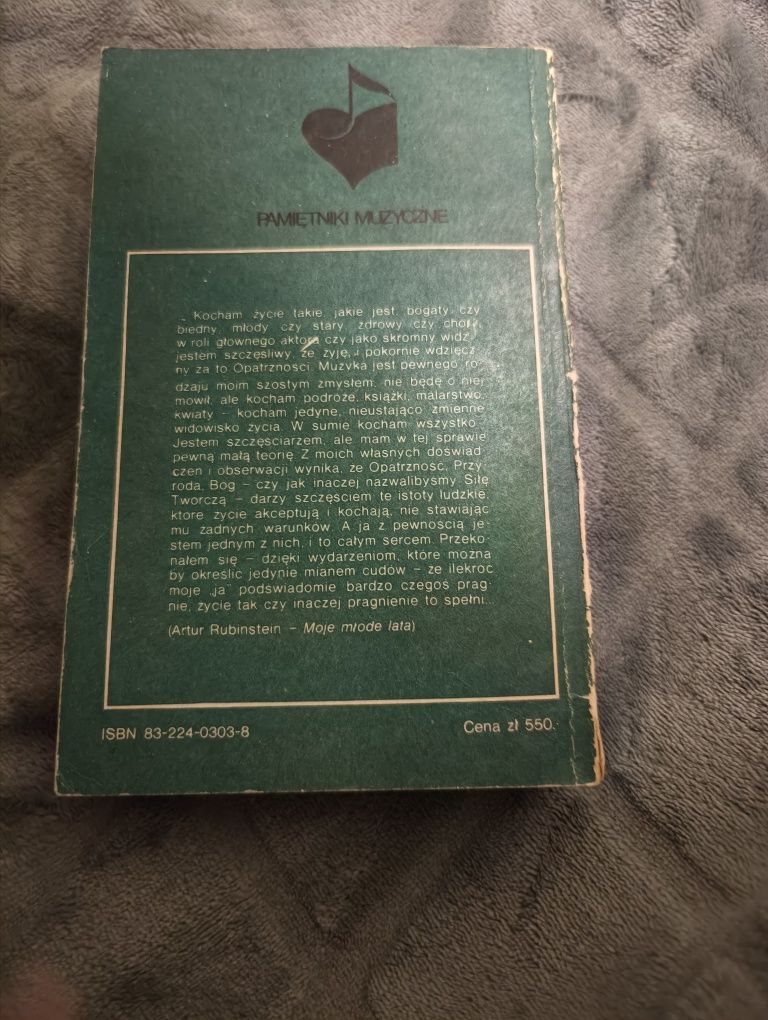 PAMIĘTNIKI MUZYCZNE
...Kocham życie takie, jakie jest, bogaty czy
biedny, młody czy stary, zdrowy czy chory,
w roli głównego aktora czy jako skromny widz,
jestem szczęśliwy, że żyję, i pokornie wdzięcz
ny za to Opatrzności. Muzyka jest pewnego ro-
dzaju moim szóstym zmysłem, nie będę o niej
mówił, ale kocham podróże, książki, malarstwo,
kwiaty – kocham jedyne, nieustająco zmienne
widowisko życia. W sumie kocham wszystko.
Jestem szczęściarzem, ale mam w tej sprawie
pewną małą teorię. Z moich własnych doświad
czeń i obserwacji wynika, że Opatrzność, Przy
roda, Bóg – czy jak inaczej nazwalibyśmy Siłę
Twórczą – darzy szczęściem te istoty ludzkie,
które życie akceptują i kochają, nie stawiając
mu żadnych warunków. A ja z pewnością je-
stem jednym z nich, i to całym sercem. Przeko-
nałem się – dzięki wydarzeniom, które można
by określić jedynie mianem cudów – że ilekroć
moje „ja” podświadomie bardzo czegoś prag-
nie, życie tak czy inaczej pragnienie to spełni...
(Artur Rubinstein – Moje młode lata)
ISBN 83-224-0303-8
Cena zł 550.-